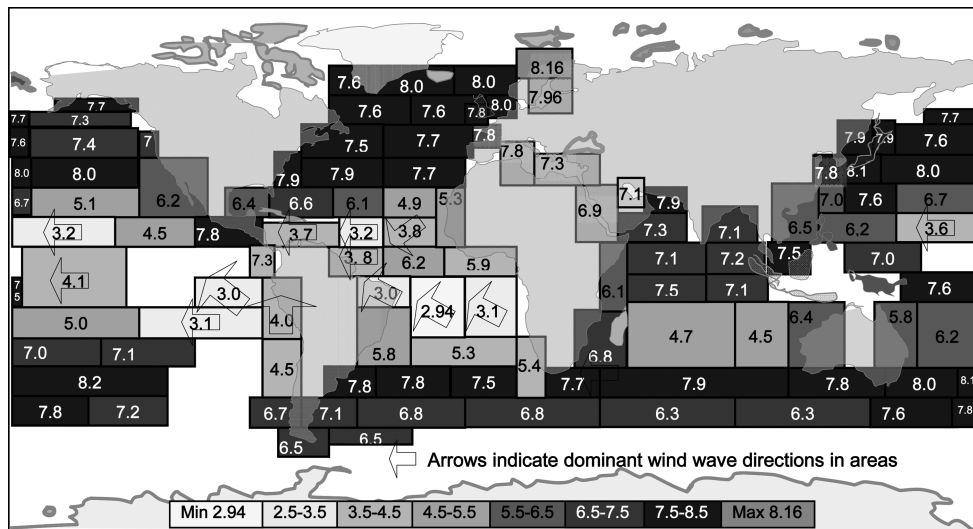 8.16
7.6 8.0 8.0
7.96
7.7 7.6 7.6 7.8 8.0
7.7 7.3 7.7
7.6 7.4 7 7.5 7.7 7.8 7.9 7.9 7.6
7.8 7.3
8.0 8.0 7.9 7.9 7.7 7.8 8.1 8.0
7.1
6.7 5.1 6.2 6.4 6.6 6.1 4.9 5.3 6.9 7.9 7.0 7.6 6.7
3.2 4.5 7.8 3.7 3.2 3.8 7.3 7.1 6.5 6,2 3.6
7.3 3.8 6.2 5.9 7.1 7.2 7.5 7.0
7.5 4.1 3.0 3.0 6.1 7.5 7.1 7.6
2.94 3.1
5.0 3.1 4.0 6.4 5.8
4.7 4.5 6.2
7.0 7.1 5.8 5.3 6.8
4.5 5.4
8.2 7.8 7.8 7.5 7.7 7.9 7.8 8.0 8.1
7.8 7.2 6.7 7.1 6.8 6.8 6.3 6.3 7.6 7.8
6.5 6.5
Arrows indicate dominant wind wave directions in areas
Min 2.94 2.5-3.5 3.5-4.5 4.5-5.5 5.5-6.5 6.5-7.5 7.5-8.5 Max 8.16